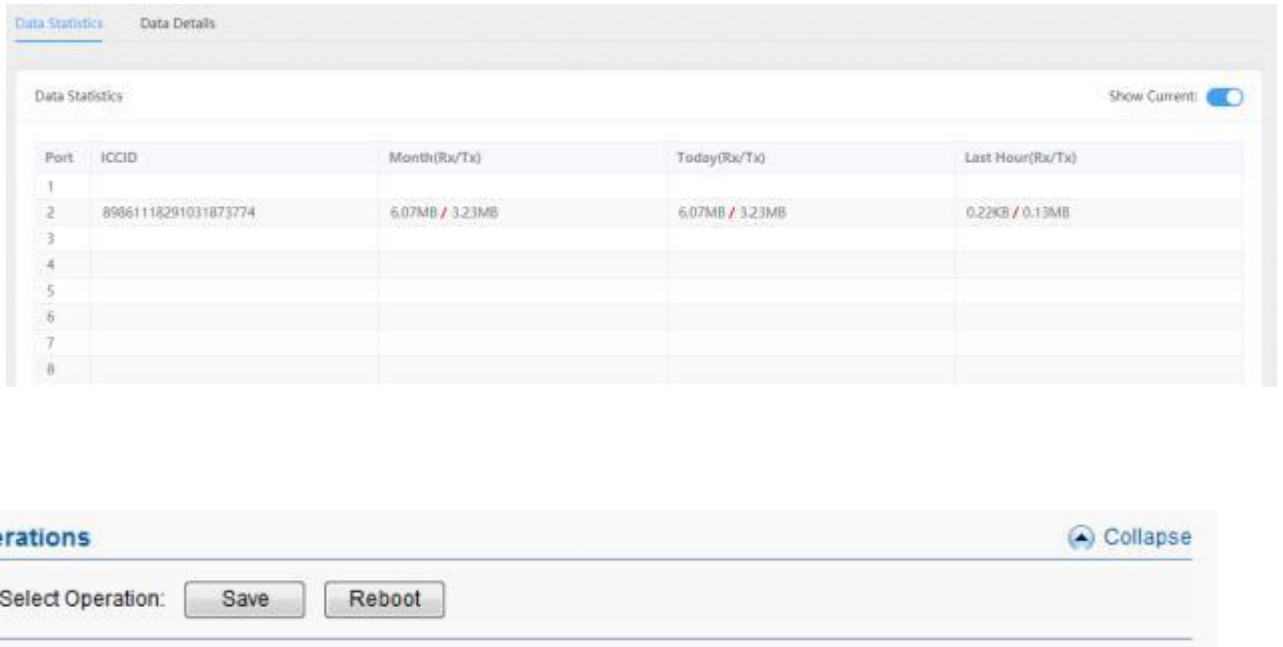 Data Statistics Data Details
Data Statistics Show Current:
Port ICCID Month(Rx/Tx) Today(Rx/Tx) Last Hour(Rx/Tx)
1
2 89861118291031873774 6.07MB / 3.23MB 6.07MB / 3.23MB 0.22KB / 0.13MB
3
4
5
6
7
8
erations Collapse
Select Operation: Save Reboot